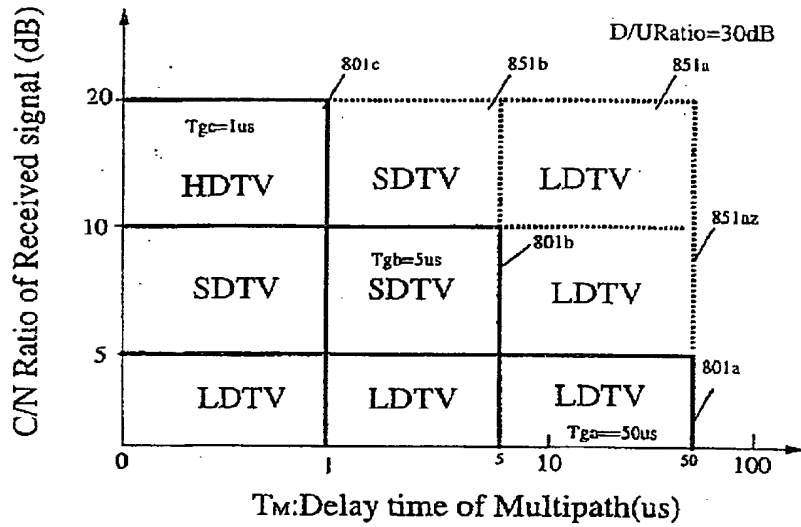 D/URatio=30dB
801c
851b
851a
20
Tgc=1us
HDTV
SDTV
LDTV
10
851az
801b
Tgb=5us
SDTV
SDTV
LDTV
5
801a
LDTV
LDTV
LDTV
Tga=50us
0
1
5
10
50
100
C/N Ratio of Received signal (dB)
TM:Delay time of Multipath(us)